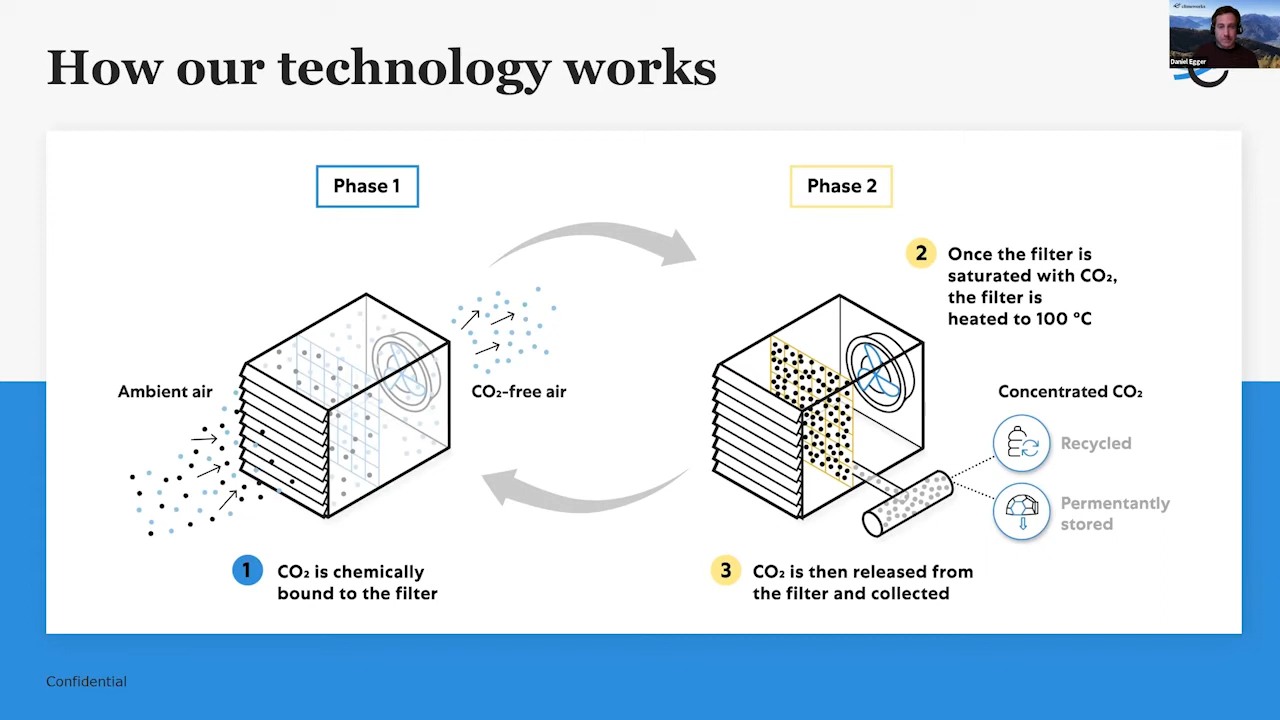 How our technology works
climeworks
Daniel Egger
Phase 1
Phase 2
2
Once the filter is
saturated with CO₂,
the filter is
heated to 100 °C
Ambient air
CO₂-free air
Concentrated CO₂
Recycled
Permentantly
stored
1
CO₂ is chemically
bound to the filter
3
CO₂ is then released from
the filter and collected
Confidential